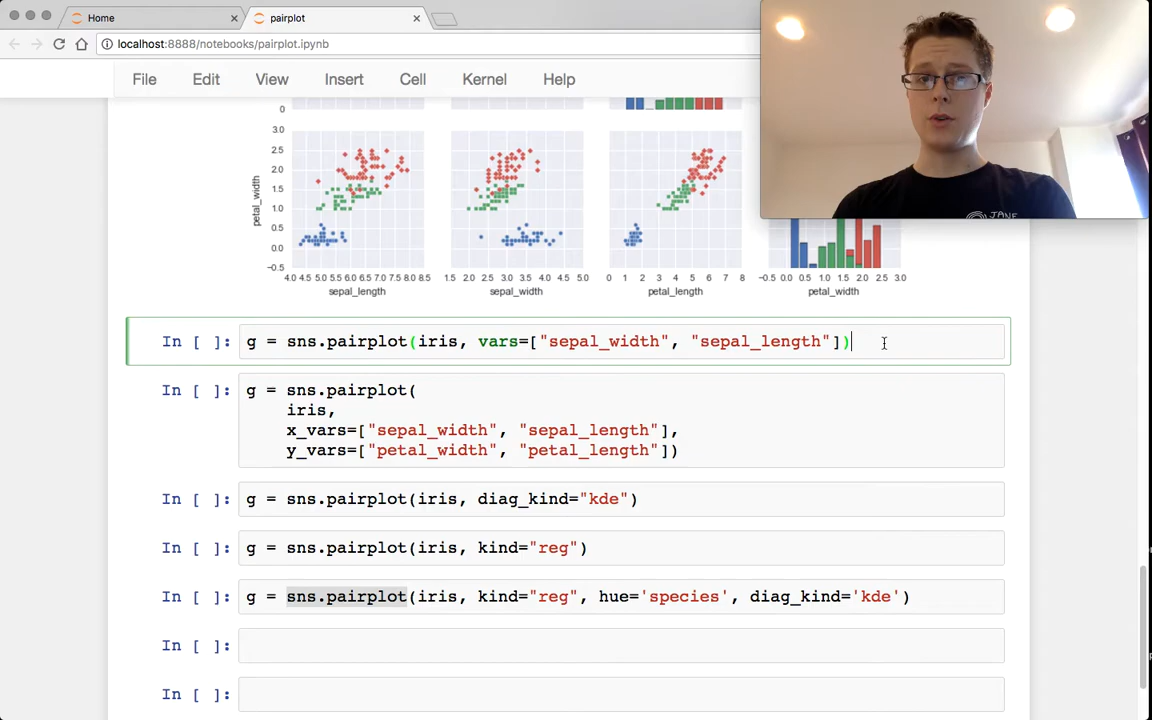 Home
pairplot
localhost:8888/notebooks/pairplot.ipynb
File Edit View Insert Cell Kernel Help
0
3.0
2.5
2.0
1.5
1.0
0.5
0.0
−0.5
petal_width
4.0 4.5 5.0 5.5 6.0 6.5 7.0 7.5 8.0 8.5
1.5 2.0 2.5 3.0 3.5 4.0 4.5 5.0
0 1 2 3 4 5 6 7 8
−0.5 0.0 0.5 1.0 1.5 2.0 2.5 3.0
sepal_length
sepal_width
petal_length
petal_width
JANE
In [ ]: g = sns.pairplot(iris, vars=["sepal_width", "sepal_length"])
In [ ]: g = sns.pairplot(
iris,
x_vars=["sepal_width", "sepal_length"],
y_vars=["petal_width", "petal_length"])
In [ ]: g = sns.pairplot(iris, diag_kind="kde")
In [ ]: g = sns.pairplot(iris, kind="reg")
In [ ]: g = sns.pairplot(iris, kind="reg", hue='species', diag_kind='kde')
In [ ]:
In [ ]: